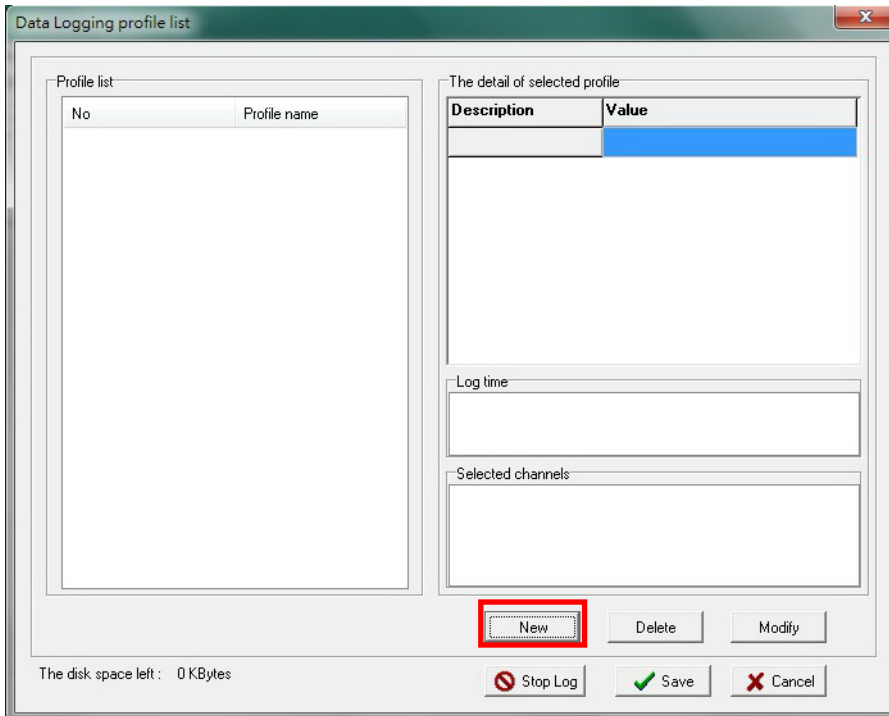 Data Logging profile list
x
Profile list
No Profile name
The detail of selected profile
Description Value
Log time
Selected channels
New Delete Modify
The disk space left : 0 KBytes
Stop Log Save Cancel